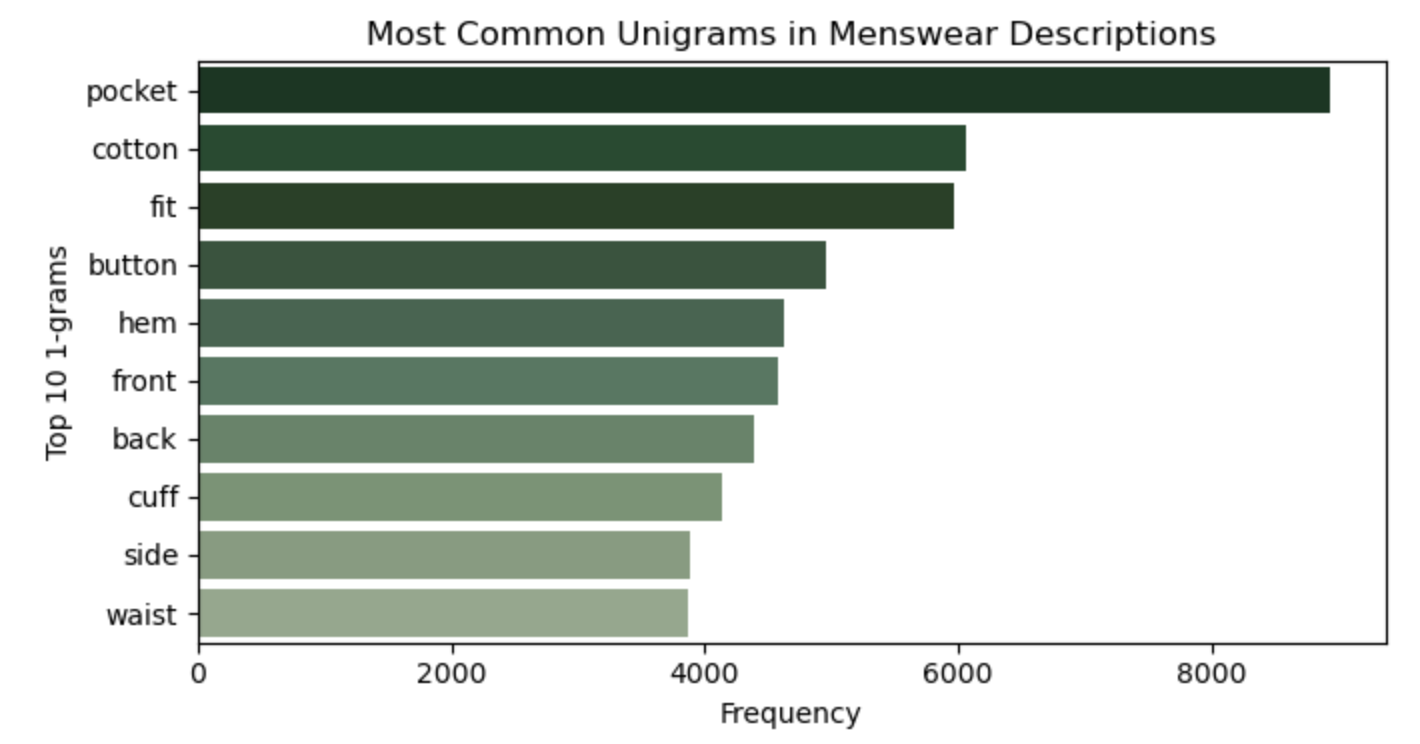 Most Common Unigrams in Menswear Descriptions
Top 10 1-grams
pocket
cotton
fit
button
hem
front
back
cuff
side
waist
0 2000 4000 6000 8000
Frequency